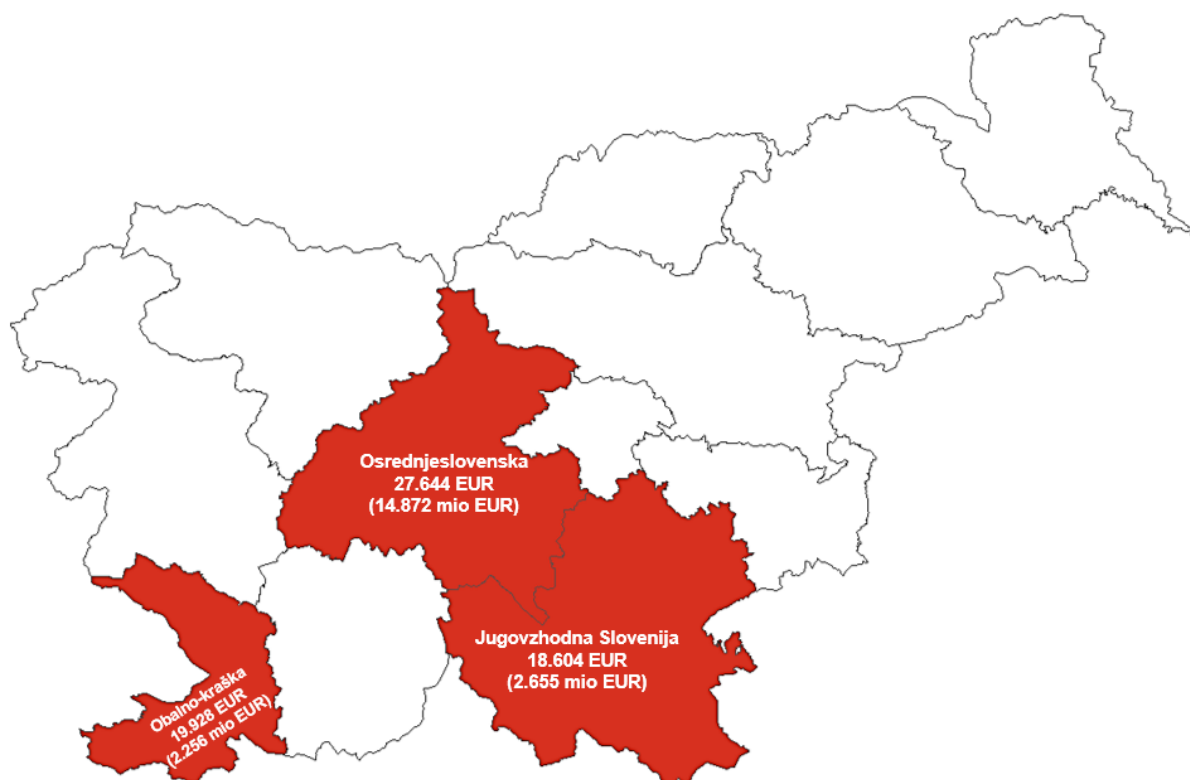 Osrednjeslovenska
27.644 EUR
(14.872 mio EUR)
Jugovzhodna Slovenija
18.604 EUR
(2.655 mio EUR)
Obalno-kraška
19.928 EUR
(2.256 mio EUR)